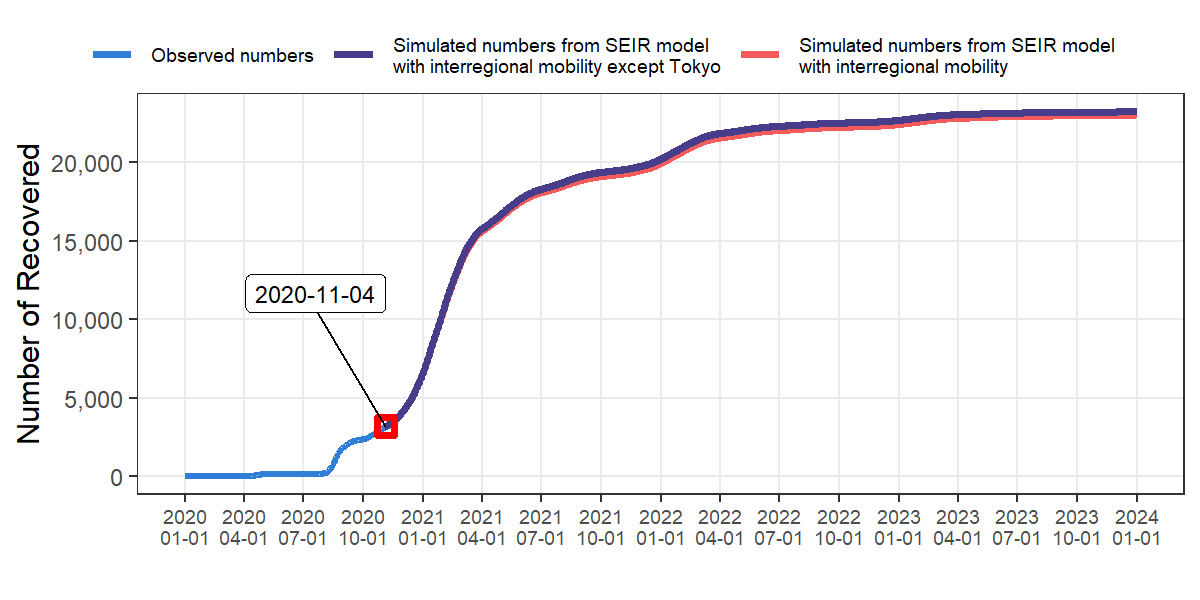 Observed numbers
Simulated numbers from SEIR model
with interregional mobility except Tokyo
Simulated numbers from SEIR model
with interregional mobility
Number of Recovered
20,000
15,000
10,000
5,000
0
2020-11-04
2020 2020 2020 2020 2021 2021 2021 2021 2022 2022 2022 2022 2023 2023 2023 2023 2024
01-01 04-01 07-01 10-01 01-01 04-01 07-01 10-01 01-01 04-01 07-01 10-01 01-01 04-01 07-01 10-01 01-01